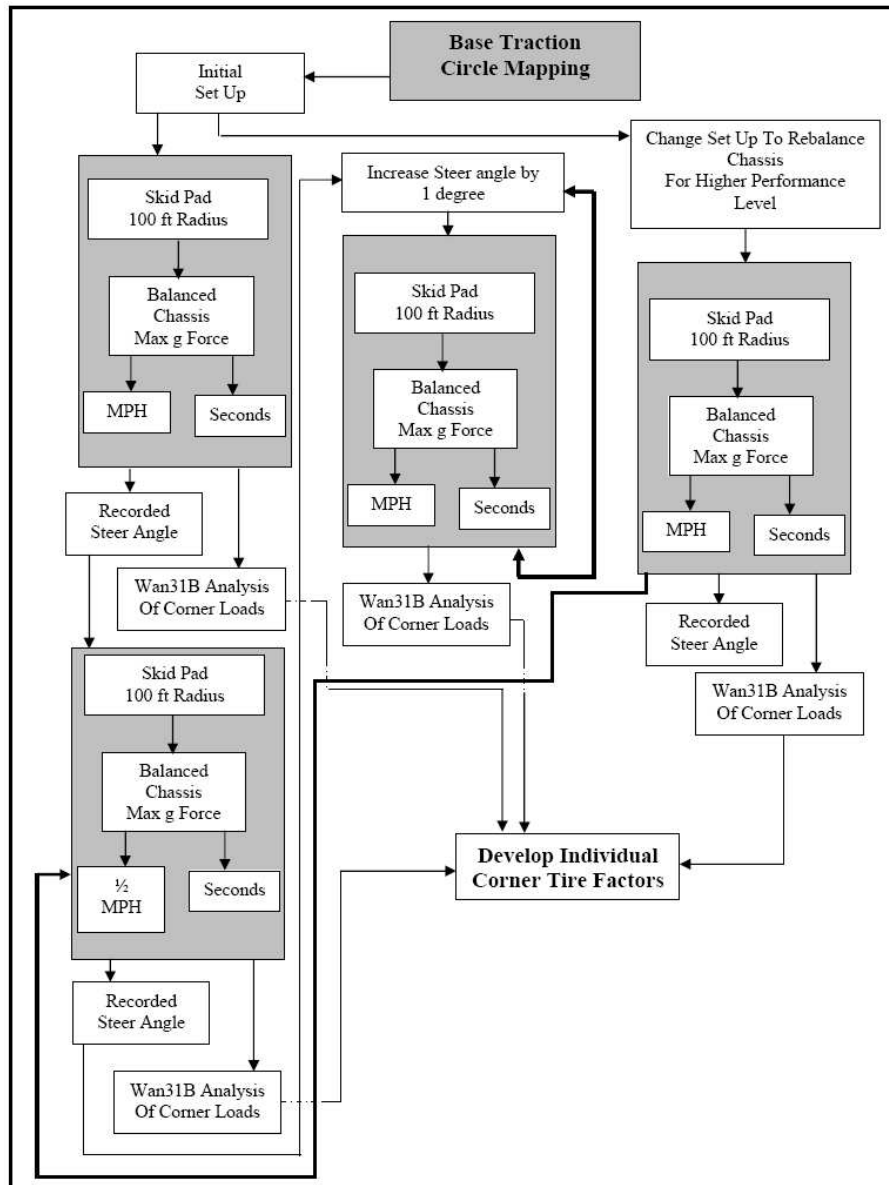 Base Traction
Circle Mapping
Initial
Set Up
Change Set Up To Rebalance
Chassis
For Higher Performance
Level
Increase Steer angle by
1 degree
Skid Pad
100 ft Radius
Balanced
Chassis
Max g Force
MPH
Seconds
Recorded
Steer Angle
Wan31B Analysis
Of Corner Loads
Skid Pad
100 ft Radius
Balanced
Chassis
Max g Force
MPH
Seconds
Wan31B Analysis
Of Corner Loads
Skid Pad
100 ft Radius
Balanced
Chassis
Max g Force
MPH
Seconds
Recorded
Steer Angle
Wan31B Analysis
Of Corner Loads
Skid Pad
100 ft Radius
Balanced
Chassis
Max g Force
½
MPH
Seconds
Recorded
Steer Angle
Wan31B Analysis
Of Corner Loads
Develop Individual
Corner Tire Factors